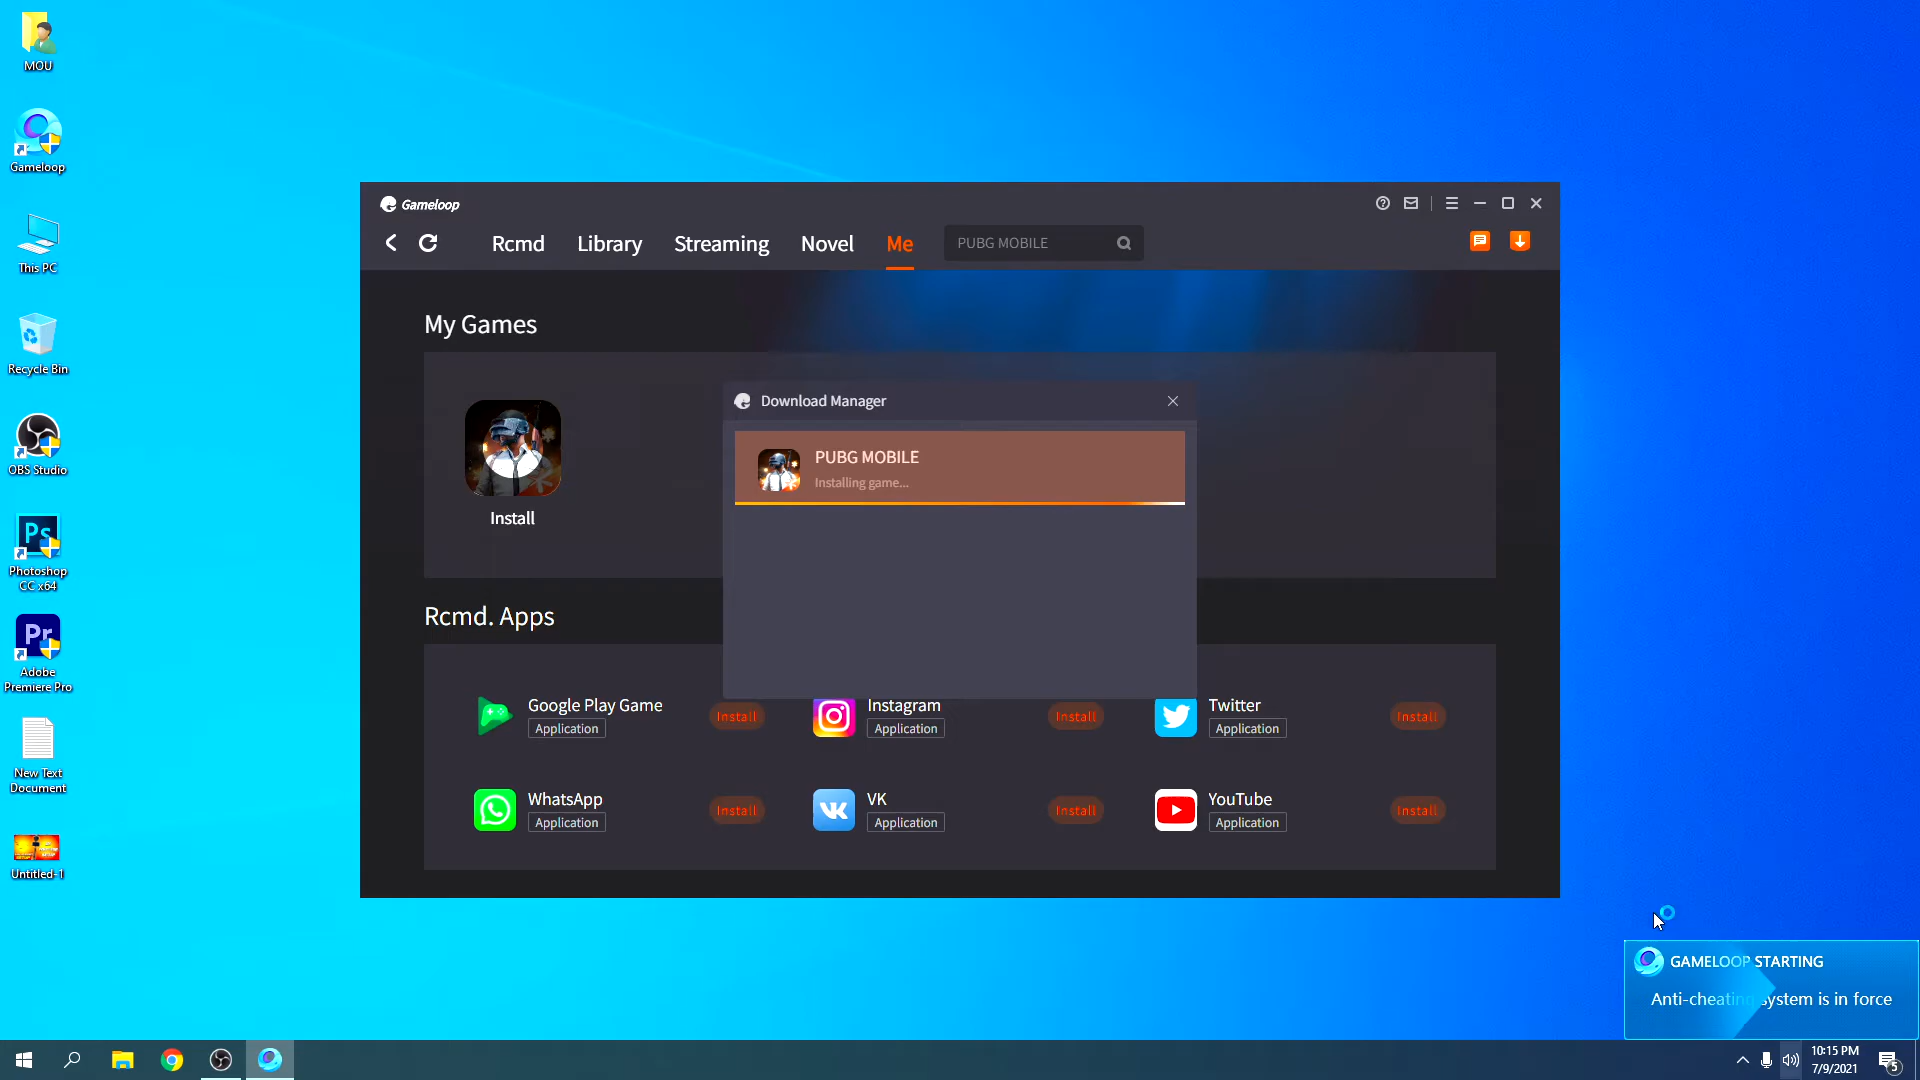 MOU
Gameloop
This PC
Recycle Bin
OBS Studio
Ps
Photoshop
CC x64
Pr
Adobe
Premiere Pro
New Text
Document
Untitled-1
Gameloop
Rcmd
Library
Streaming
Novel
Me
PUBG MOBILE
My Games
Install
Download Manager
PUBG MOBILE
Installing game...
Rcmd. Apps
Google Play Game
Application
Install
Instagram
Application
Install
Twitter
Application
Install
WhatsApp
Application
Install
VK
Application
Install
YouTube
Application
Install
GAMELOOP STARTING
Anti-cheating system is in force
10:15 PM
7/9/2021
5